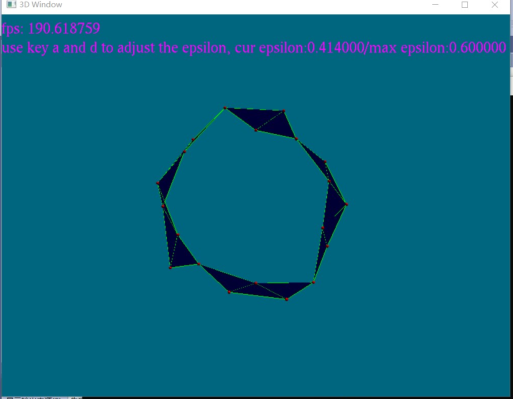 3D Window
fps: 190.618759
use key a and d to adjust the epsilon, cur epsilon:0.414000/max epsilon:0.600000